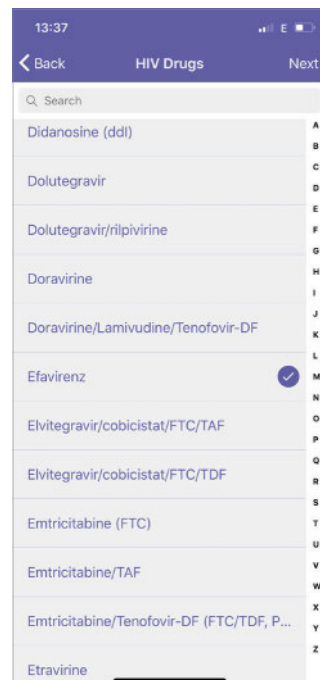 13:37
E
Back HIV Drugs Next
Search
Didanosine (ddI)
Dolutegravir
Dolutegravir/rilpivirine
Doravirine
Doravirine/Lamivudine/Tenofovir-DF
Efavirenz
Elvitegravir/cobicistat/FTC/TAF
Elvitegravir/cobicistat/FTC/TDF
Emtricitabine (FTC)
Emtricitabine/TAF
Emtricitabine/Tenofovir-DF (FTC/TDF, P...
Etravirine
A
B
C
D
E
F
G
H
I
J
K
L
M
N
O
P
Q
R
S
T
U
V
W
X
Y
Z